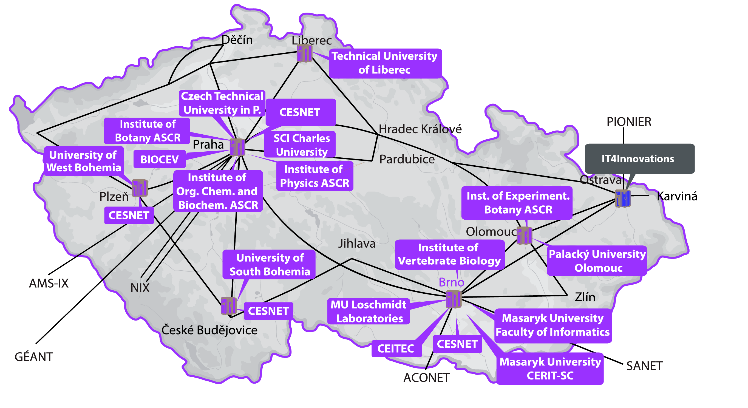 Děčín
Liberec
Technical University
of Liberec
Czech Technical
University in P.
CESNET
PIONIER
Institute of
Botany ASCR
Hradec Králové
Praha
SCI Charles
University
IT4Innovations
University of
West Bohemia
BIOCEV
Pardubice
Institute of
Physics ASCR
Institute of
Org. Chem. and
Biochem. ASCR
Ostrava
Karviná
Plzeň
CESNET
Inst. of Experiment.
Botany ASCR
Olomouc
Jihlava
Institute of
Vertebrate Biology
Palacký University
Olomouc
University of
South Bohemia
AMS-IX
NIX
Brno
Zlín
CESNET
MU Loschmidt
Laboratories
Masaryk University
Faculty of Informatics
České Budějovice
CEITEC
CESNET
GÉANT
Masaryk University
CERIT-SC
SANET
ACONET